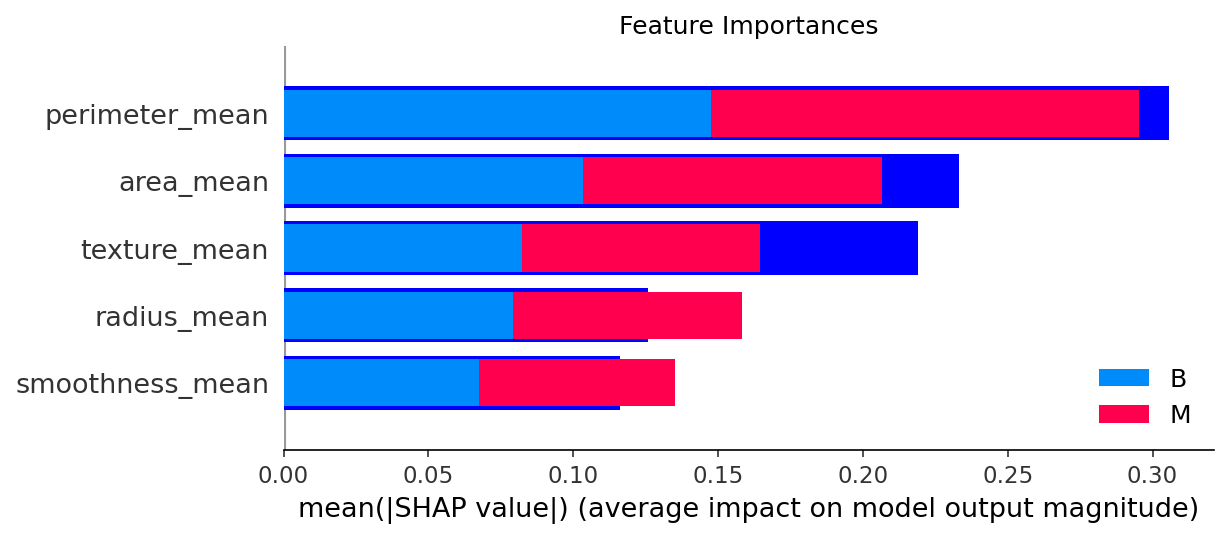 Feature Importances
perimeter_mean
area_mean
texture_mean
radius_mean
smoothness_mean
B
M
0.00 0.05 0.10 0.15 0.20 0.25 0.30
mean(|SHAP value|) (average impact on model output magnitude)